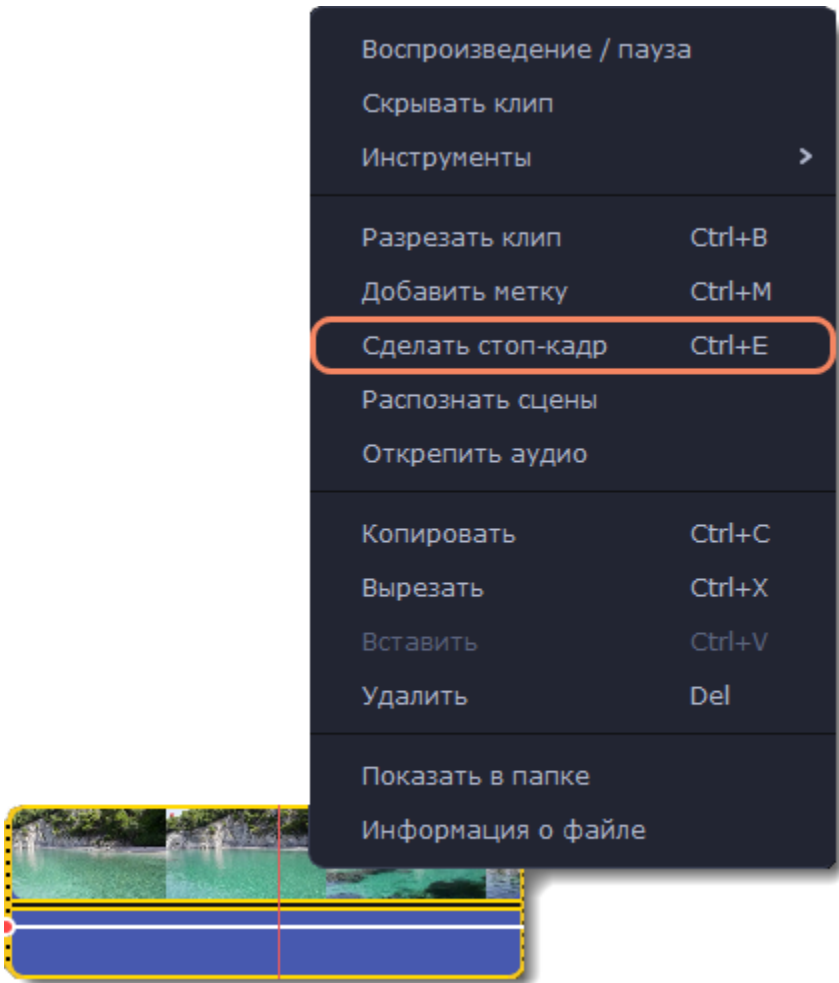 Воспроизведение / пауза
Скрывать клип
Инструменты >
Разрезать клип Ctrl+B
Добавить метку Ctrl+M
Сделать стоп-кадр Ctrl+E
Распознать сцены
Открепить аудио
Копировать Ctrl+C
Вырезать Ctrl+X
Вставить Ctrl+V
Удалить Del
Показать в папке
Информация о файле